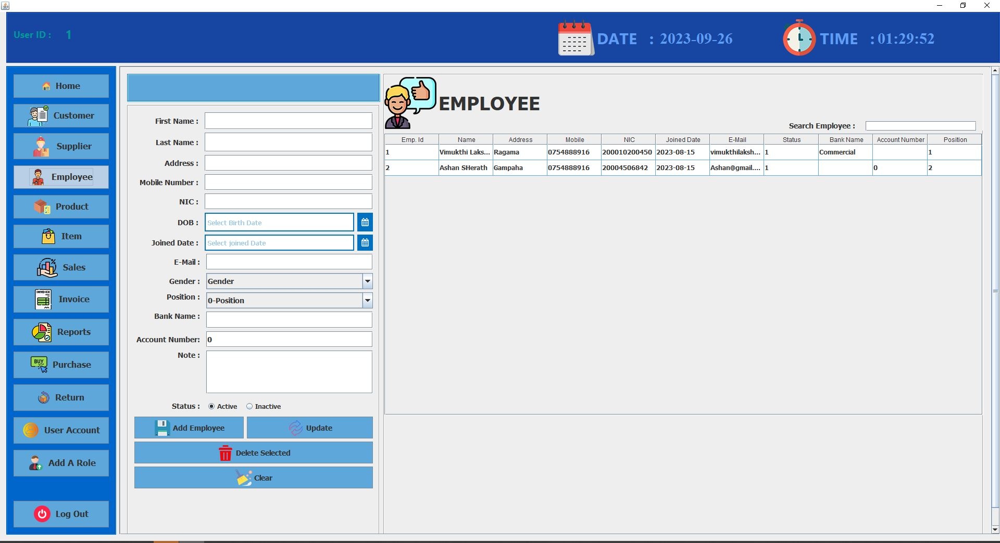 User ID : 1
DATE : 2023-09-26
TIME : 01:29:52
Home
Customer
Supplier
Employee
Product
Item
Sales
INVOICE
Invoice
Reports
BUY
Purchase
Return
User Account
Add A Role
Log Out
First Name :
Last Name :
Address :
Mobile Number :
NIC :
DOB : Select Birth Date
Joined Date : Select joined Date
E-Mail :
Gender : Gender
Position : 0-Position
Bank Name :
Account Number: 0
Note :
Status : Active Inactive
Add Employee Update
Delete Selected
Clear
EMPLOYEE
Search Employee :
Emp. Id Name Address Mobile NIC Joined Date E-Mail Status Bank Name Account Number Position
1 Vimukthi Laks... Ragama 0754888916 200010200450 2023-08-15 vimukthilaksh... 1 Commercial 1
2 Ashan SHerath Gampaha 0754888916 20004506842 2023-08-15 Ashan@gmail.... 1 0 2